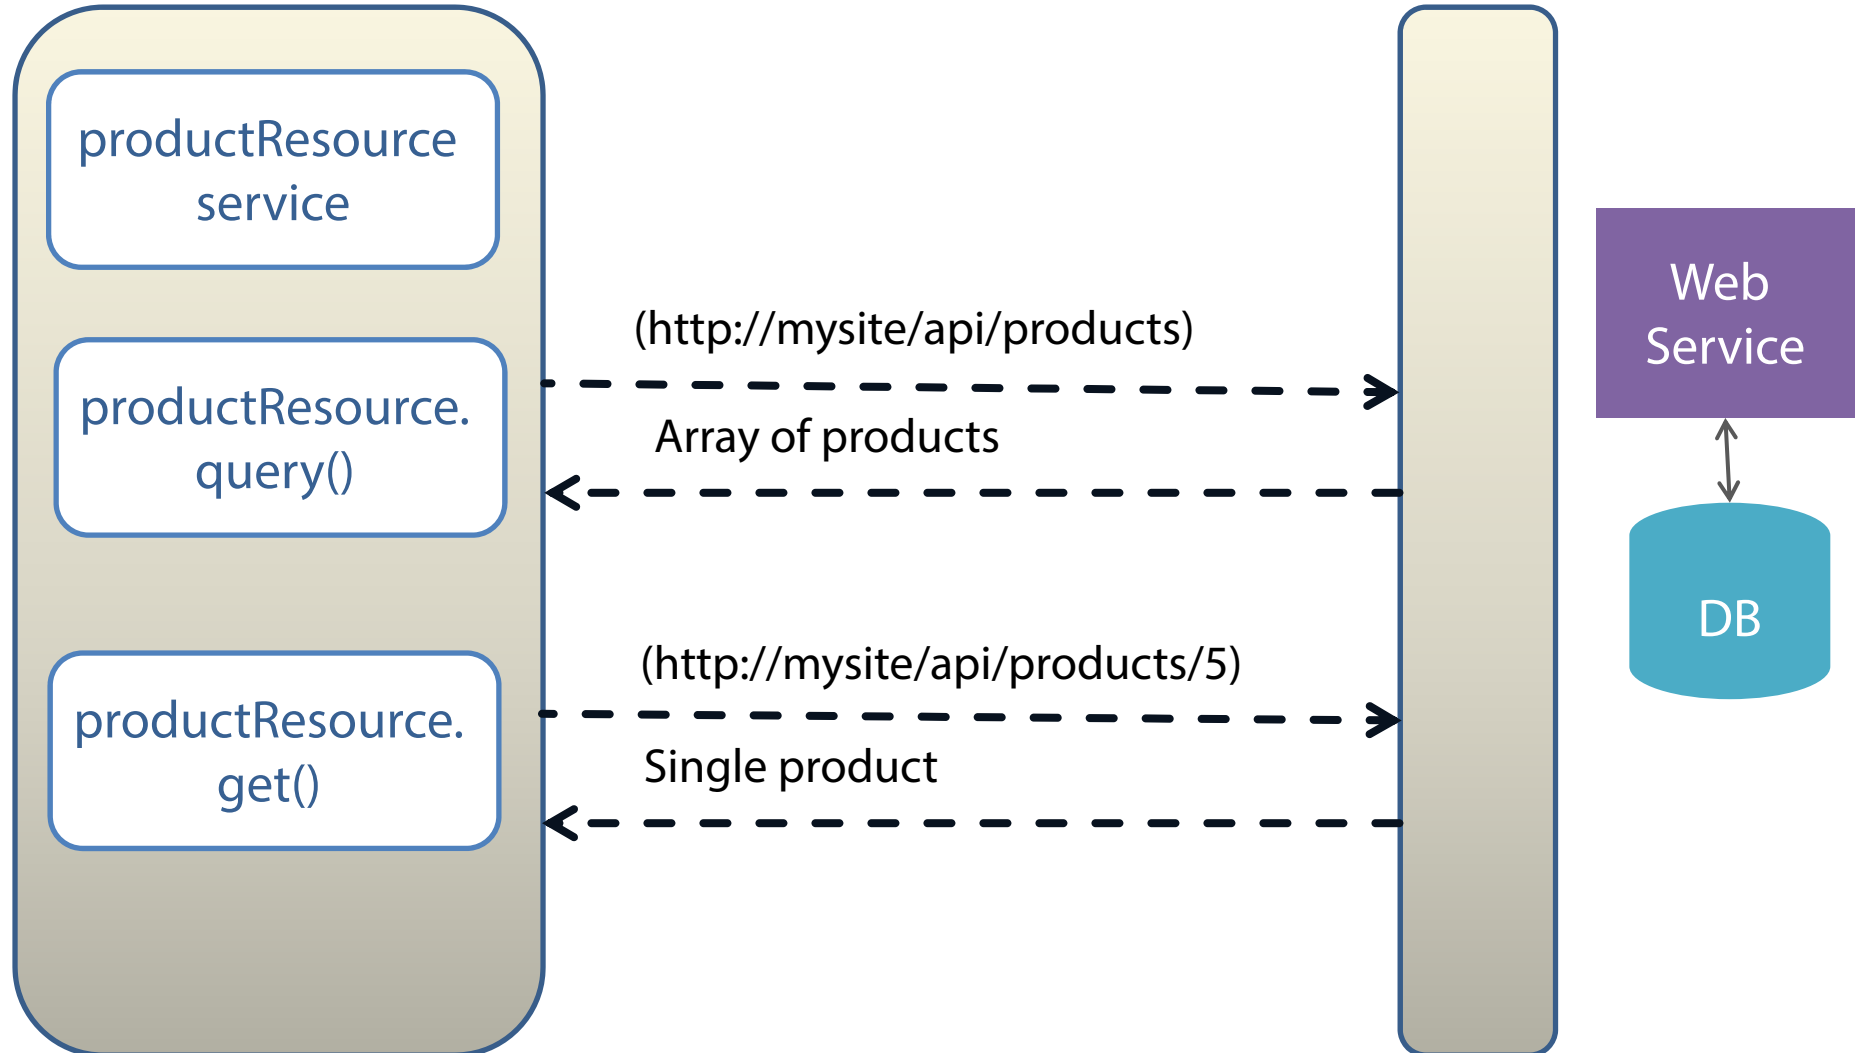 productResource
service
productResource.
query()
productResource.
get()
(http://mysite/api/products)
Array of products
(http://mysite/api/products/5)
Single product
Web
Service
DB